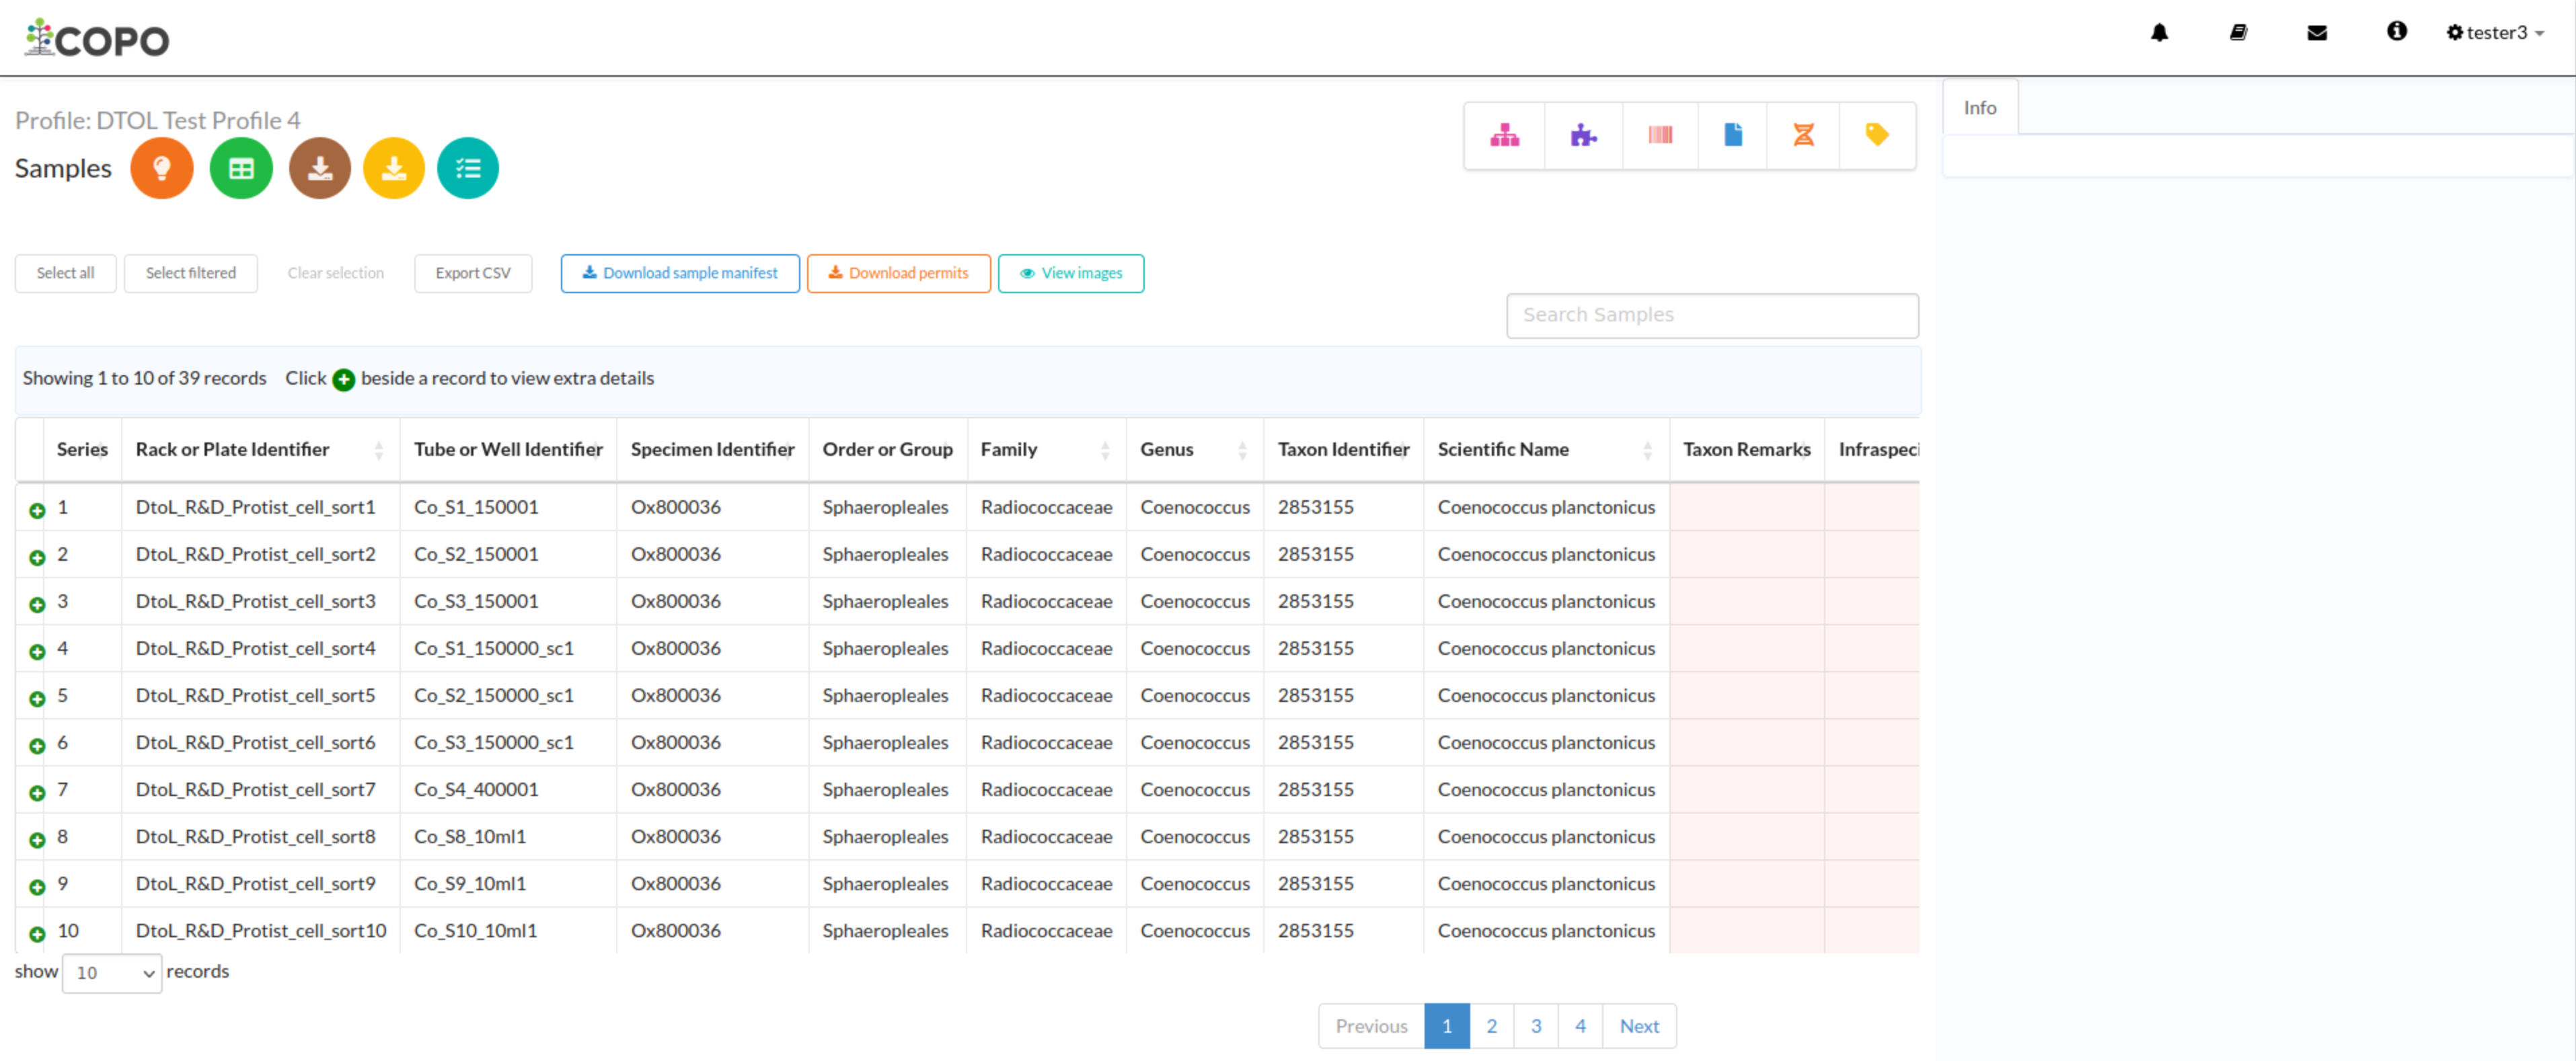 COPO
tester3
Profile: DTOL Test Profile 4
Info
Samples
Select all Select filtered Clear selection Export CSV Download sample manifest Download permits View images
Search Samples
Showing 1 to 10 of 39 records Click beside a record to view extra details
Series Rack or Plate Identifier Tube or Well Identifier Specimen Identifier Order or Group Family Genus Taxon Identifier Scientific Name Taxon Remarks Infraspeci
1 DtoL_R&D_Protist_cell_sort1 Co_S1_150001 Ox800036 Sphaeropleales Radiococcaceae Coenococcus 2853155 Coenococcus planctonicus
2 DtoL_R&D_Protist_cell_sort2 Co_S2_150001 Ox800036 Sphaeropleales Radiococcaceae Coenococcus 2853155 Coenococcus planctonicus
3 DtoL_R&D_Protist_cell_sort3 Co_S3_150001 Ox800036 Sphaeropleales Radiococcaceae Coenococcus 2853155 Coenococcus planctonicus
4 DtoL_R&D_Protist_cell_sort4 Co_S1_150000_sc1 Ox800036 Sphaeropleales Radiococcaceae Coenococcus 2853155 Coenococcus planctonicus
5 DtoL_R&D_Protist_cell_sort5 Co_S2_150000_sc1 Ox800036 Sphaeropleales Radiococcaceae Coenococcus 2853155 Coenococcus planctonicus
6 DtoL_R&D_Protist_cell_sort6 Co_S3_150000_sc1 Ox800036 Sphaeropleales Radiococcaceae Coenococcus 2853155 Coenococcus planctonicus
7 DtoL_R&D_Protist_cell_sort7 Co_S4_400001 Ox800036 Sphaeropleales Radiococcaceae Coenococcus 2853155 Coenococcus planctonicus
8 DtoL_R&D_Protist_cell_sort8 Co_S8_10ml1 Ox800036 Sphaeropleales Radiococcaceae Coenococcus 2853155 Coenococcus planctonicus
9 DtoL_R&D_Protist_cell_sort9 Co_S9_10ml1 Ox800036 Sphaeropleales Radiococcaceae Coenococcus 2853155 Coenococcus planctonicus
10 DtoL_R&D_Protist_cell_sort10 Co_S10_10ml1 Ox800036 Sphaeropleales Radiococcaceae Coenococcus 2853155 Coenococcus planctonicus
show 10 records
Previous 1 2 3 4 Next